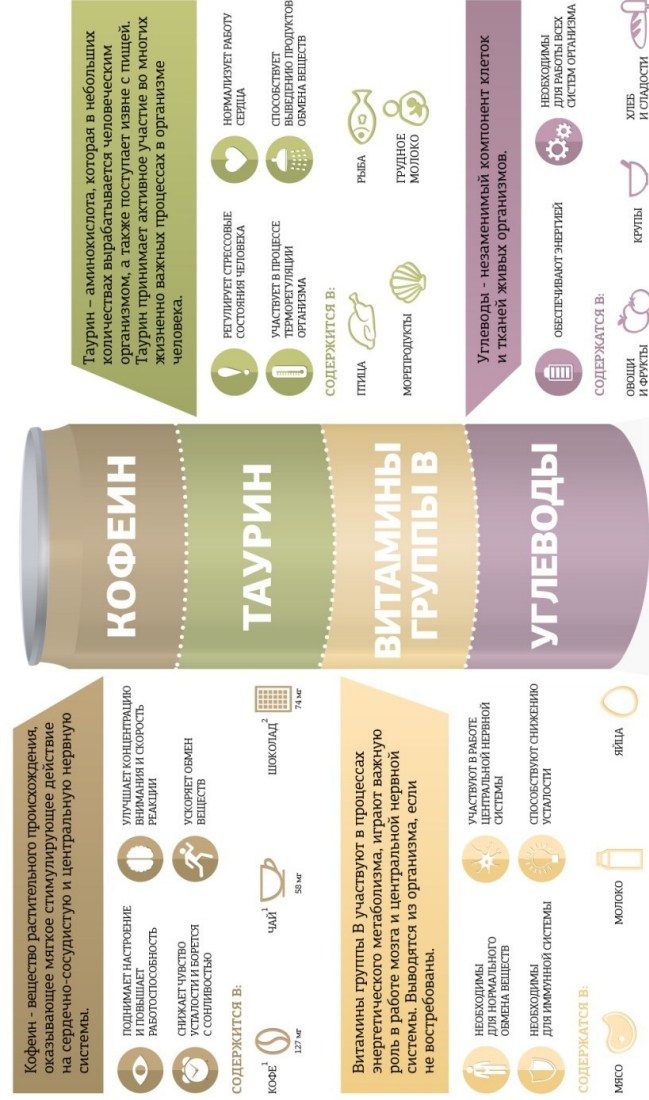 Кофеин - вещество растительного происхождения,
оказывающее мягкое стимулирующее действие
на сердечно-сосудистую и центральную нервную
системы.
ПОДНИМАЕТ НАСТРОЕНИЕ
И ПОВЫШАЕТ
РАБОТОСПОСОБНОСТЬ
УЛУЧШАЕТ КОНЦЕНТРАЦИЮ
ВНИМАНИЯ И СКОРОСТЬ
РЕАКЦИИ
СНИЖАЕТ ЧУВСТВО
УСТАЛОСТИ И БОРЕТСЯ
С СОНЛИВОСТЬЮ
УСКОРЯЕТ ОБМЕН
ВЕЩЕСТВ
СОДЕРЖИТСЯ В:
КОФЕ¹
127 мг
ЧАЙ¹
58 мг
ШОКОЛАД²
74 мг
Витамины группы В участвуют в процессах
энергетического метаболизма, играют важную
роль в работе мозга и центральной нервной
системы. Выводятся из организма, если
не востребованы.
НЕОБХОДИМЫ
ДЛЯ НОРМАЛЬНОГО
ОБМЕНА ВЕЩЕСТВ
УЧАСТВУЮТ В РАБОТЕ
ЦЕНТРАЛЬНОЙ НЕРВНОЙ
СИСТЕМЫ
НЕОБХОДИМЫ
ДЛЯ ИММУННОЙ СИСТЕМЫ
СПОСОБСТВУЮТ СНИЖЕНИЮ
УСТАЛОСТИ
СОДЕРЖАТСЯ В:
МЯСО
МОЛОКО
ЯЙЦА
КОФЕИН
ТАУРИН
ВИТАМИНЫ
ГРУППЫ В
УГЛЕВОДЫ
Таурин – аминокислота, которая в небольших
количествах вырабатывается человеческим
организмом, а также поступает извне с пищей.
Таурин принимает активное участие во многих
жизненно важных процессах в организме
человека.
РЕГУЛИРУЕТ СТРЕССОВЫЕ
СОСТОЯНИЯ ЧЕЛОВЕКА
НОРМАЛИЗУЕТ РАБОТУ
СЕРДЦА
УЧАСТВУЕТ В ПРОЦЕССЕ
ТЕРМОРЕГУЛЯЦИИ
ОРГАНИЗМА
СПОСОБСТВУЕТ
ВЫВЕДЕНИЮ ПРОДУКТОВ
ОБМЕНА ВЕЩЕСТВ
СОДЕРЖИТСЯ В:
ПТИЦА
РЫБА
МОРЕПРОДУКТЫ
ГРУДНОЕ
МОЛОКО
Углеводы - незаменимый компонент клеток
и тканей живых организмов.
ОБЕСПЕЧИВАЮТ ЭНЕРГИЕЙ
НЕОБХОДИМЫ
ДЛЯ РАБОТЫ ВСЕХ
СИСТЕМ ОРГАНИЗМА
СОДЕРЖАТСЯ В:
ОВОЩИ
И ФРУКТЫ
КРУПЫ
ХЛЕБ
И СЛАДОСТИ